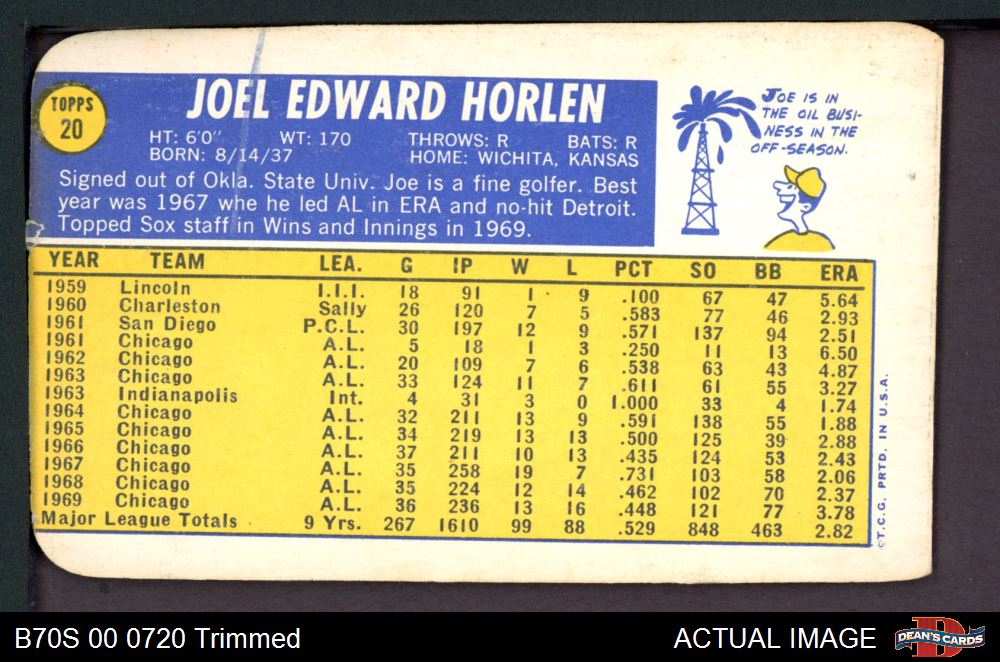 TOPPS
20
JOEL EDWARD HORLEN
HT: 6'0" WT: 170 THROWS: R BATS: R
BORN: 8/14/37 HOME: WICHITA, KANSAS
Signed out of Okla. State Univ. Joe is a fine golfer. Best
year was 1967 whe he led AL in ERA and no-hit Detroit.
Topped Sox staff in Wins and Innings in 1969.
JOE IS IN
THE OIL BUSI-
NESS IN THE
OFF-SEASON.
YEAR TEAM LEA. G IP W L PCT SO BB ERA
1959 Lincoln I.I.I. 18 91 1 9 .100 67 47 5.64
1960 Charleston Sally 26 120 7 5 .583 77 46 2.93
1961 San Diego P.C.L. 30 197 12 9 .571 137 94 2.51
1961 Chicago A.L. 5 18 1 3 .250 11 13 6.50
1962 Chicago A.L. 20 109 7 6 .538 63 43 4.87
1963 Chicago A.L. 33 124 11 7 .611 61 55 3.27
1963 Indianapolis Int. 4 31 3 0 1.000 33 4 1.74
1964 Chicago A.L. 32 211 13 9 .591 138 55 1.88
1965 Chicago A.L. 34 219 13 13 .500 125 39 2.88
1966 Chicago A.L. 37 211 10 13 .435 124 53 2.43
1967 Chicago A.L. 35 258 19 7 .731 103 58 2.06
1968 Chicago A.L. 35 224 12 14 .462 102 70 2.37
1969 Chicago A.L. 36 236 13 16 .448 121 77 3.78
Major League Totals 9 Yrs. 267 1610 99 88 .529 848 463 2.82
©T.C.G. PRTD. IN U.S.A.
B70S 00 0720 Trimmed
ACTUAL IMAGE
D
DEAN'S CARDS